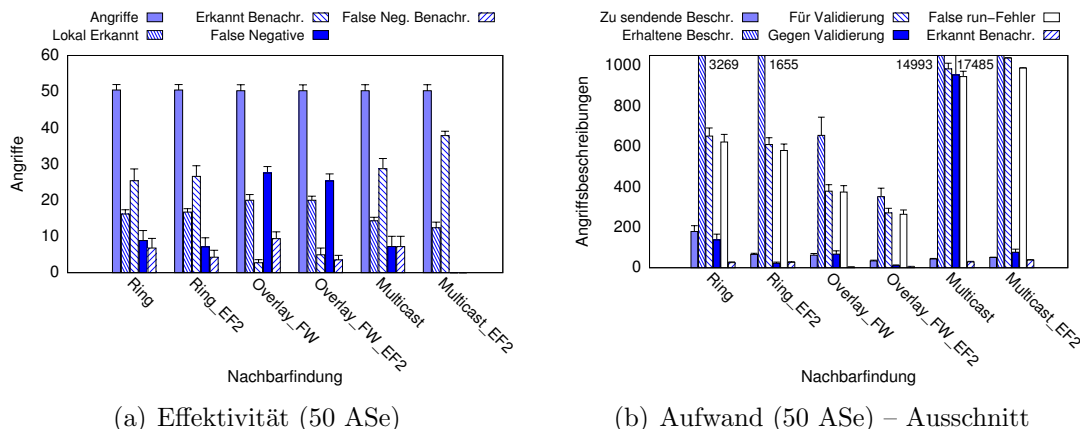 Angriffe
Lokal Erkannt
Erkannt Benachr.
False Negative
False Neg. Benachr.
60
50
40
30
20
10
0
Angriffe
Ring
Ring_EF2
Overlay_FW
Overlay_FW_EF2
Multicast
Multicast_EF2
Nachbarfindung
(a) Effektivität (50 ASe)
Zu sendende Beschr.
Erhaltene Beschr.
Für Validierung
Gegen Validierung
False run−Fehler
Erkannt Benachr.
1000
800
600
400
200
0
Angriffsbeschreibungen
3269
1655
14993
17485
Ring
Ring_EF2
Overlay_FW
Overlay_FW_EF2
Multicast
Multicast_EF2
Nachbarfindung
(b) Aufwand (50 ASe) – Ausschnitt